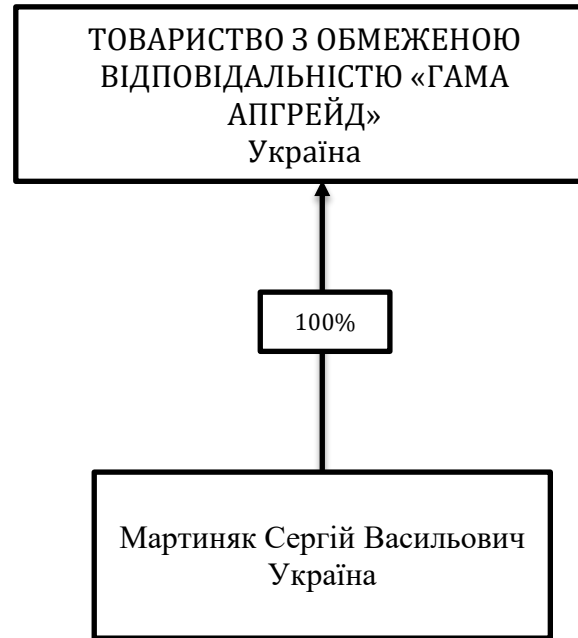 ТОВАРИСТВО З ОБМЕЖЕНОЮ
ВІДПОВІДАЛЬНІСТЮ «ГАМА
АПГРЕЙД»
Україна
100%
Мартиняк Сергій Васильович
Україна